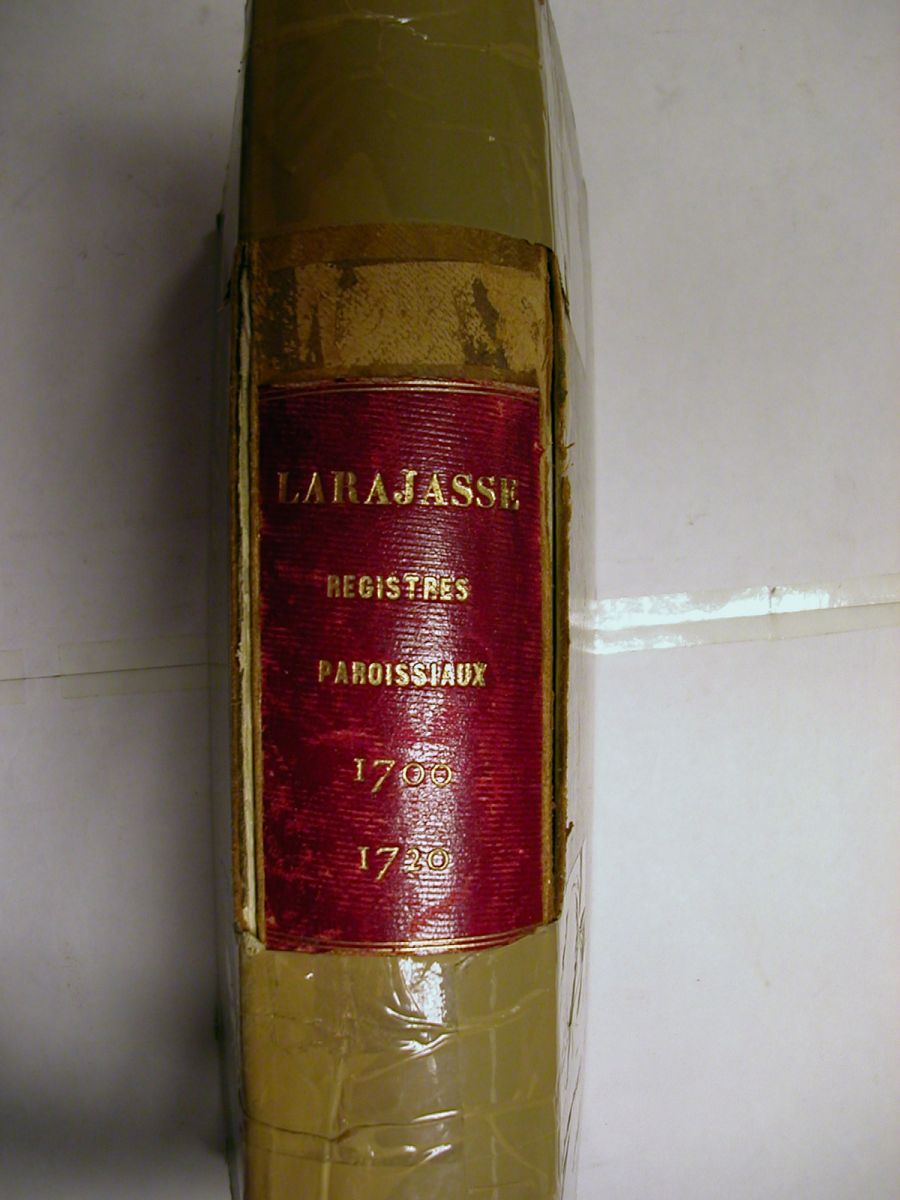 LARAJASSE
REGISTRES
PAROISSIAUX
1700
1720